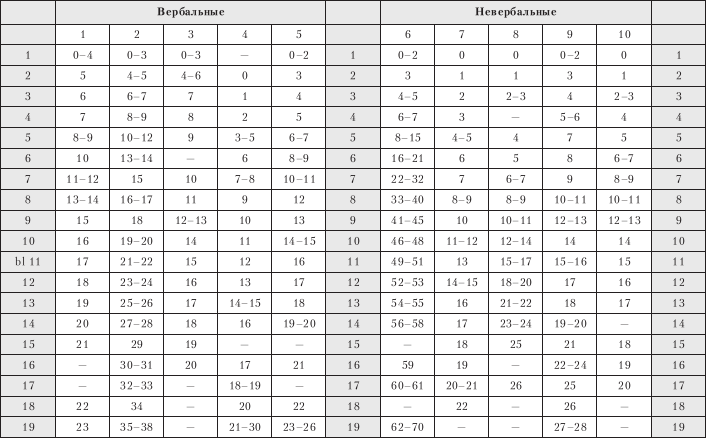 Вербальные Невербальные
1 2 3 4 5 6 7 8 9 10
1 0–4 0–3 0–3 — 0–2 1 0–2 0 0 0–2 0 1
2 5 4–5 4–6 0 3 2 3 1 1 3 1 2
3 6 6–7 7 1 4 3 4–5 2 2–3 4 2–3 3
4 7 8–9 8 2 5 4 6–7 3 — 5–6 4 4
5 8–9 10–12 9 3–5 6–7 5 8–15 4–5 4 7 5 5
6 10 13–14 — 6 8–9 6 16–21 6 5 8 6–7 6
7 11–12 15 10 7–8 10–11 7 22–32 7 6–7 9 8–9 7
8 13–14 16–17 11 9 12 8 33–40 8–9 8–9 10–11 10–11 8
9 15 18 12–13 10 13 9 41–45 10 10–11 12–13 12–13 9
10 16 19–20 14 11 14–15 10 46–48 11–12 12–14 14 14 10
bl 11 17 21–22 15 12 16 11 49–51 13 15–17 15–16 15 11
12 18 23–24 16 13 17 12 52–53 14–15 18–20 17 16 12
13 19 25–26 17 14–15 18 13 54–55 16 21–22 18 17 13
14 20 27–28 18 16 19–20 14 56–58 17 23–24 19–20 — 14
15 21 29 19 — — 15 — 18 25 21 18 15
16 — 30–31 20 17 21 16 59 19 — 22–24 19 16
17 — 32–33 — 18–19 — 17 60–61 20–21 26 25 20 17
18 22 34 — 20 22 18 — 22 — 26 — 18
19 23 35–38 — 21–30 23–26 19 62–70 — — 27–28 — 19